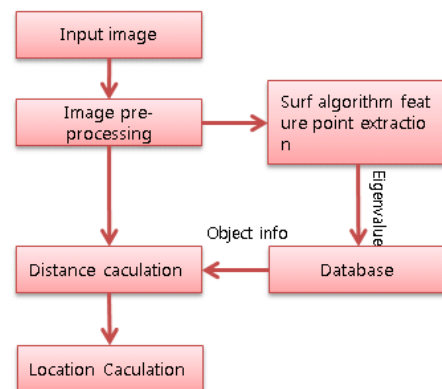 Input image
Image pre-
processing
Surf algorithm feat
ure point extractio
n
Eigenvalue
Object info
Distance caculation
Database
Location Caculation